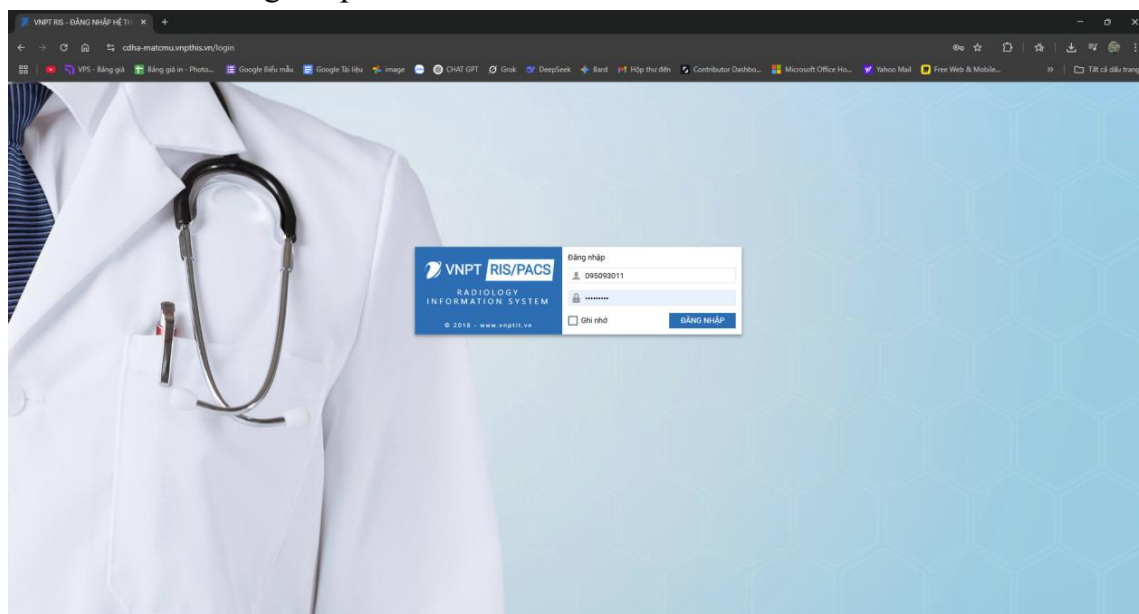 VNPT RIS - ĐĂNG NHẬP HỆ TH
cdha-matcmu.vnpthis.vn/login
VPS - Bảng giá
Bảng giá in - Photo...
Google Biểu mẫu
Google Tài liệu
image
CHAT GPT
Grok
DeepSeek
Bard
Hộp thư đến
Contributor Dashbo...
Microsoft Office Ho...
Yahoo Mail
Free Web & Mobile...
»
Tất cả dấu trang
VNPT RIS/PACS
RADIOLOGY
INFORMATION SYSTEM
© 2018 - www.vnptit.vn
Đăng nhập
095093011
•••••••••
Ghi nhớ
ĐĂNG NHẬP